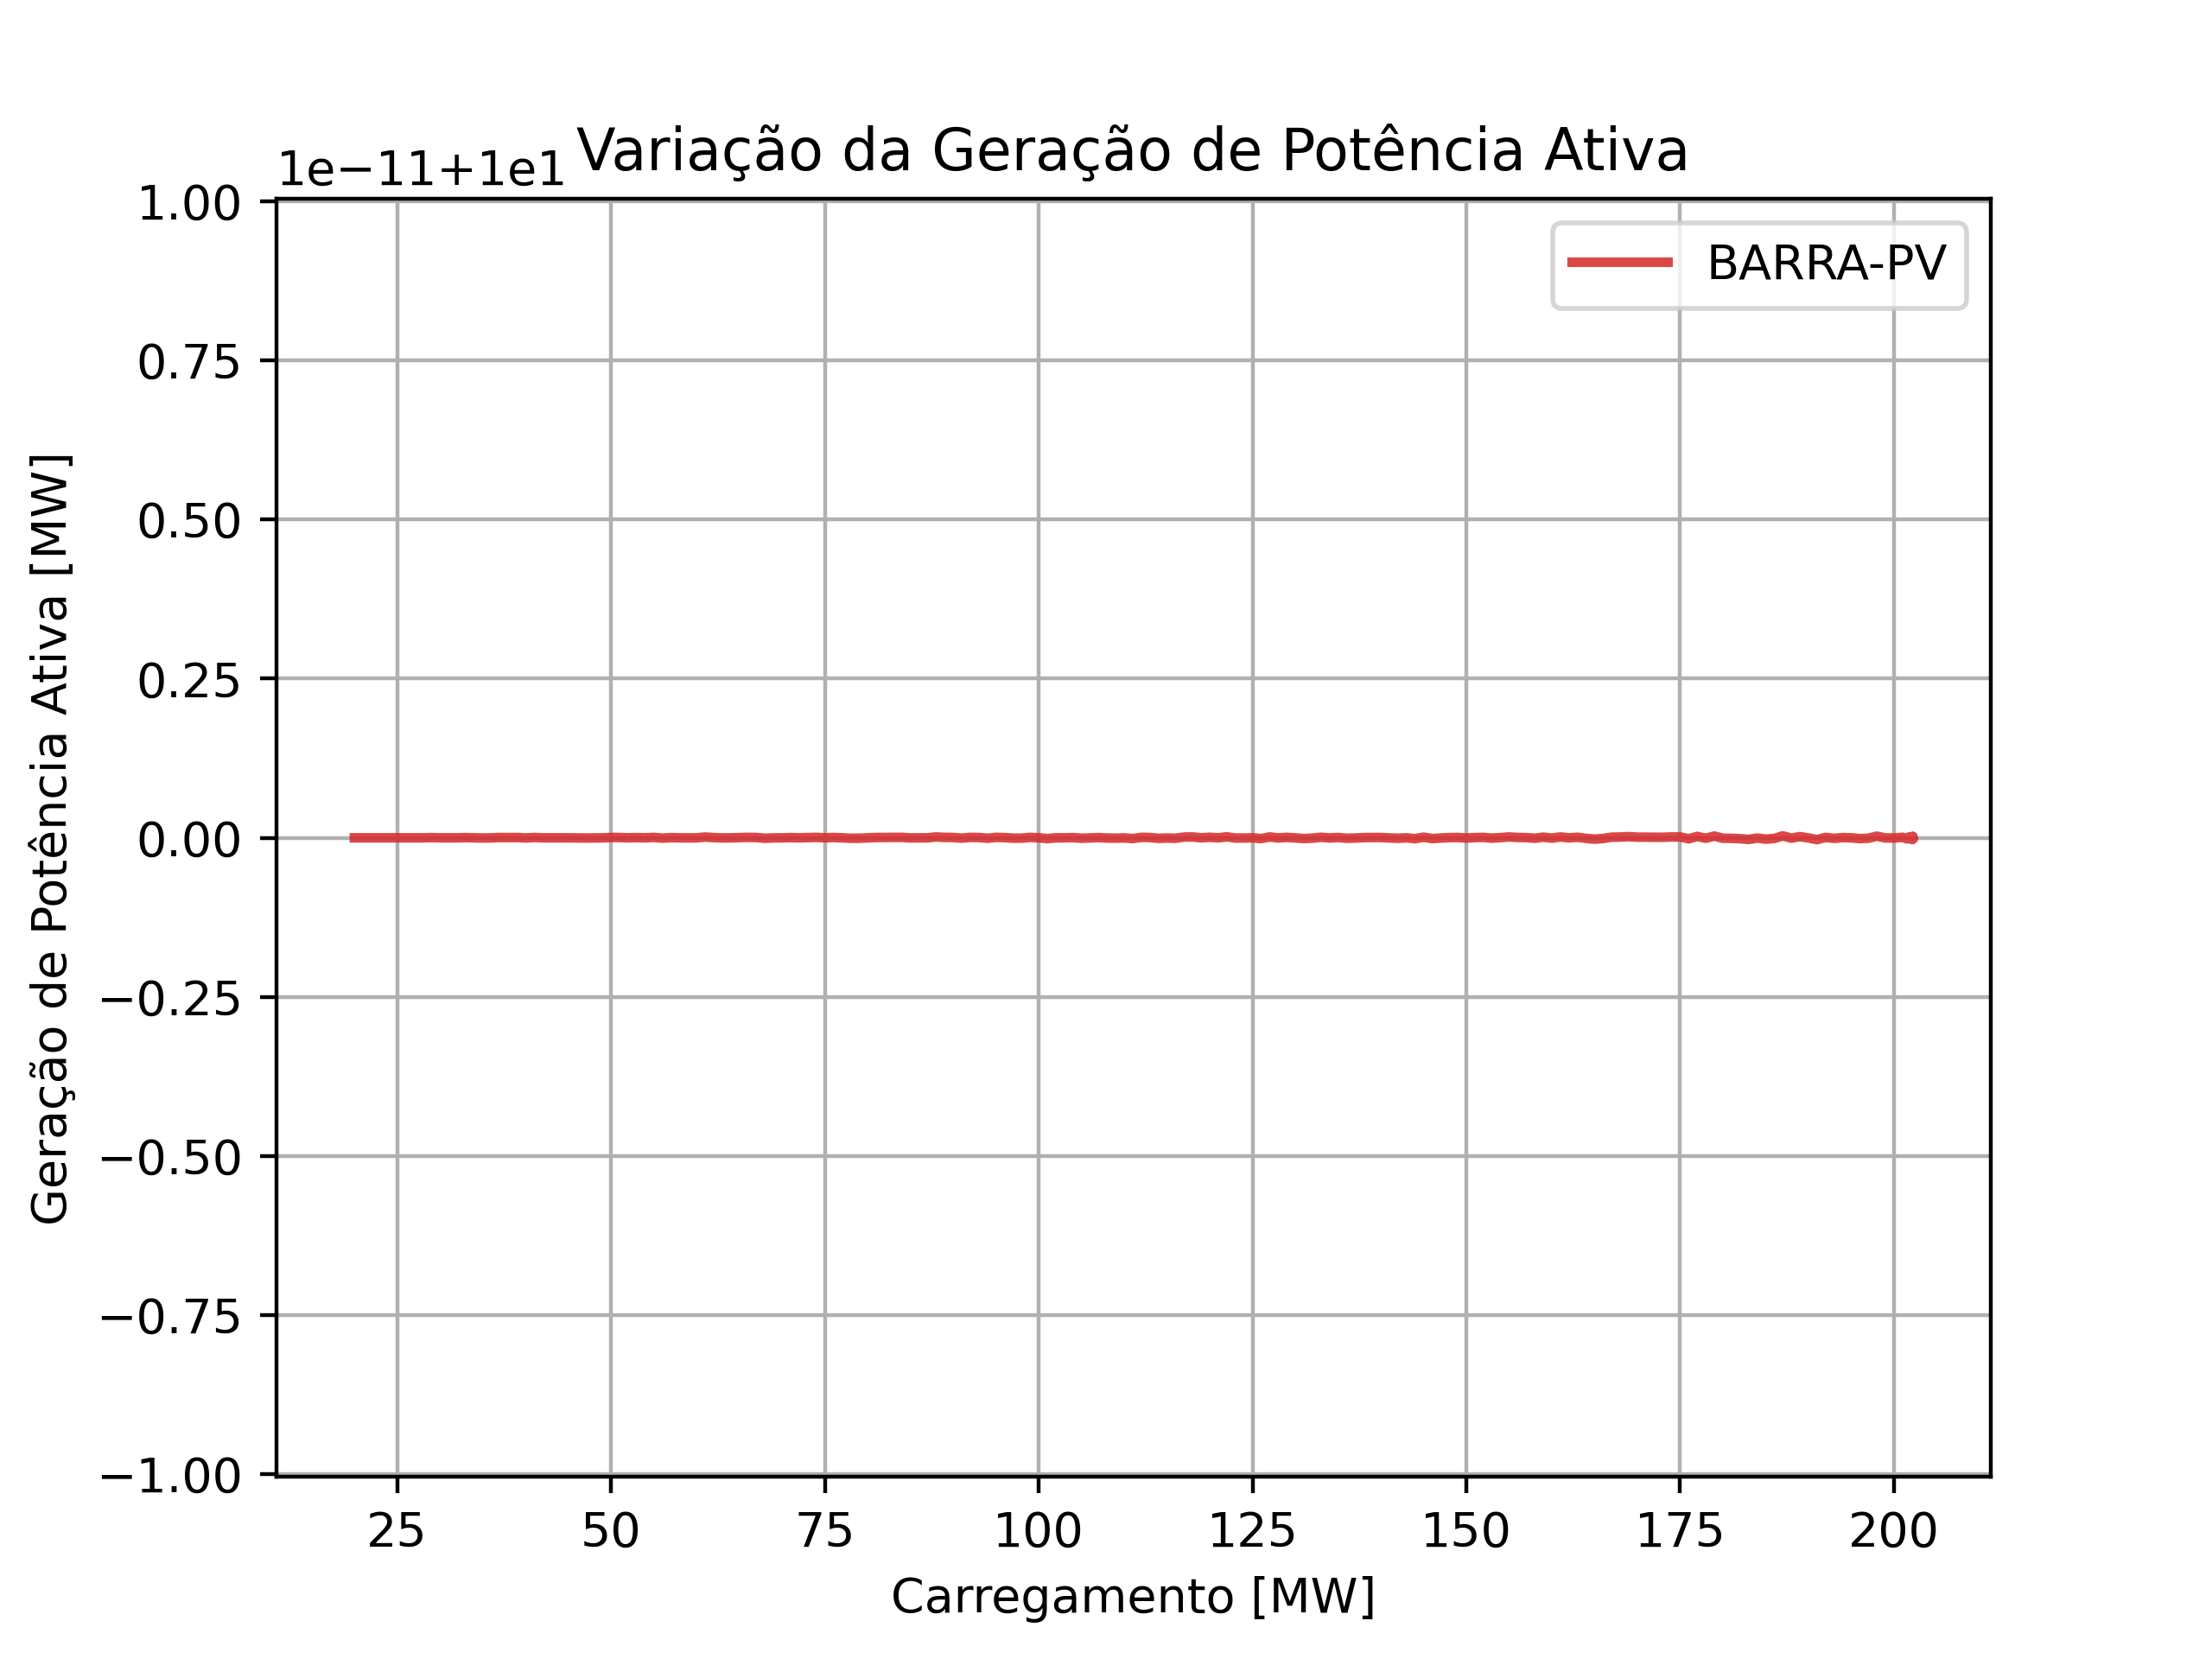 Variação da Geração de Potência Ativa
1e−11+1e1
BARRA-PV
Geração de Potência Ativa [MW]
1.00
0.75
0.50
0.25
0.00
−0.25
−0.50
−0.75
−1.00
25 50 75 100 125 150 175 200
Carregamento [MW]